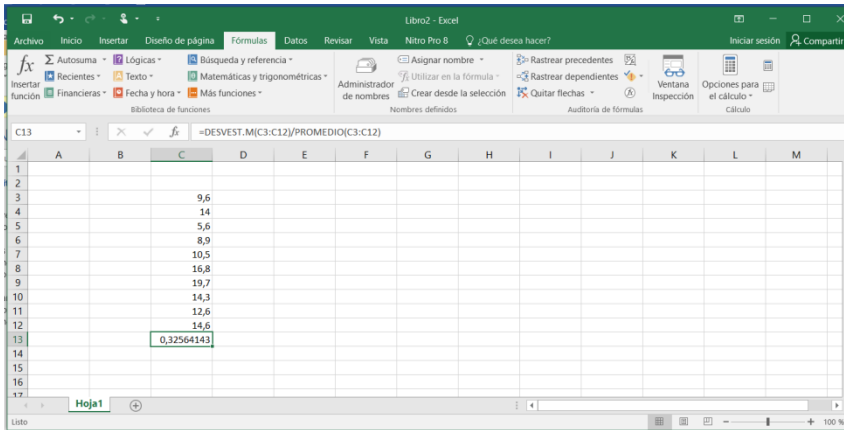 Libro2 - Excel
Archivo Inicio Insertar Diseño de página Fórmulas Datos Revisar Vista Nitro Pro 8 ¿Qué desea hacer? Iniciar sesión Compartir
fx Insertar función
Σ Autosuma
Recientes
Financieras
Lógicas
Texto
Fecha y hora
Búsqueda y referencia
Matemáticas y trigonométricas
Más funciones
Biblioteca de funciones
Administrador de nombres
Asignar nombre
Utilizar en la fórmula
Crear desde la selección
Nombres definidos
Rastrear precedentes
Rastrear dependientes
Quitar flechas
Ventana Inspección
Auditoría de fórmulas
Opciones para el cálculo
Cálculo
C13 fx =DESVEST.M(C3:C12)/PROMEDIO(C3:C12)
A B C D E F G H I J K L M
1
2
3 9,6
4 14
5 5,6
6 8,9
7 10,5
8 16,8
9 19,7
10 14,3
11 12,6
12 14,6
13 0,32564143
14
15
16
17
Hoja1
Listo 100 %